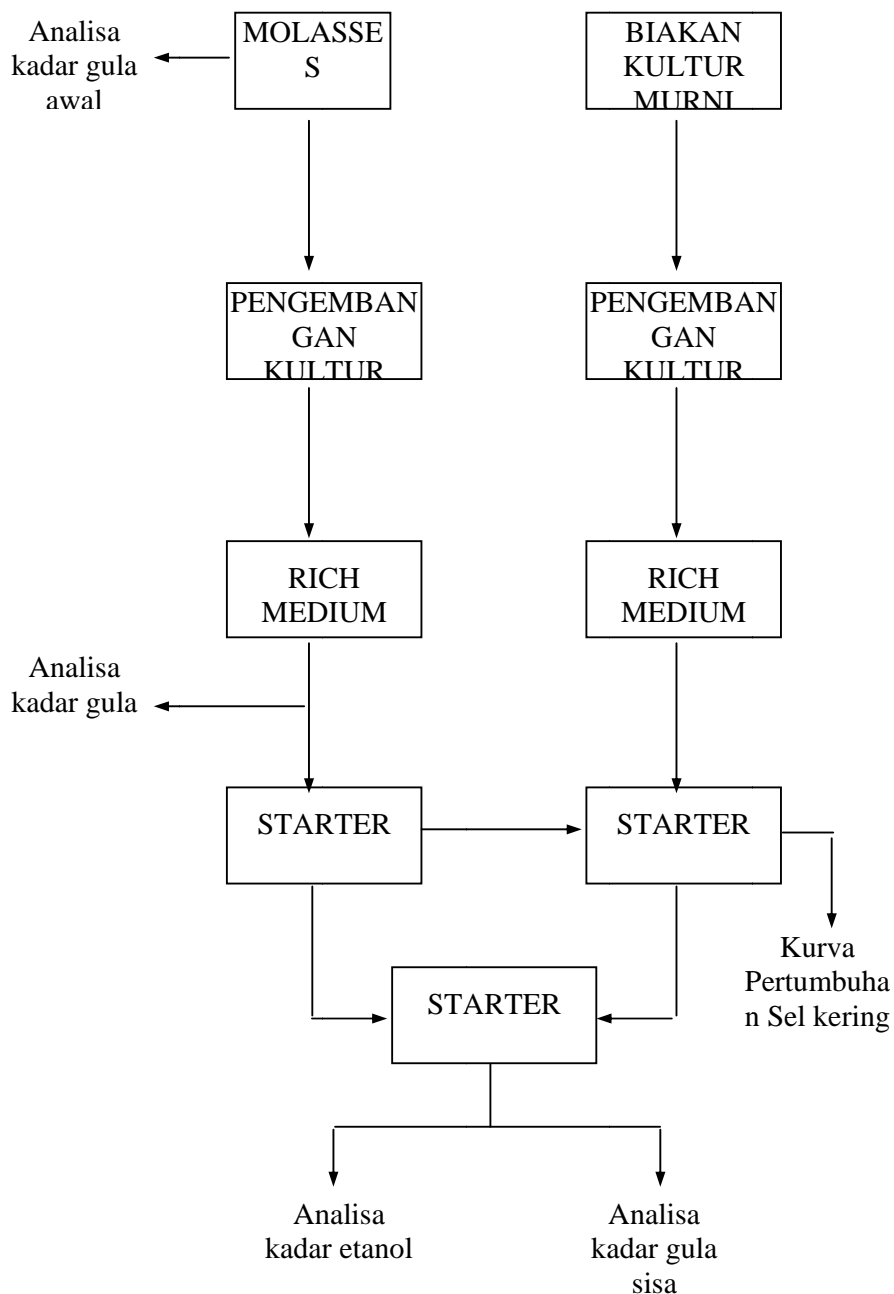 Analisa
kadar gula
awal
MOLASSE
S
BIAKAN
KULTUR
MURNI
PENGEMBAN
GAN
KULTUR
PENGEMBAN
GAN
KULTUR
RICH
MEDIUM
RICH
MEDIUM
Analisa
kadar gula
STARTER
STARTER
Kurva
Pertumbuha
n Sel kering
STARTER
Analisa
kadar etanol
Analisa
kadar gula
sisa